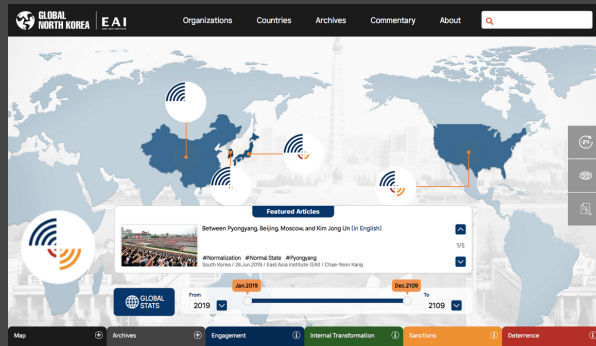 GLOBAL
NORTH KOREA
EAI
Organizations
Countries
Archives
Commentary
About
24
Featured Articles
Between Pyongyang, Beijing, Moscow, and Kim Jong Un (in English)
1/5
#Normalization #Normal State #Pyongyang
South Korea / 26.Jun.2019 / East Asia Institute (EAI) / Chae-Yeon Kang
Jan.2019
Dec.2109
GLOBAL
STATS
From
2019
To
2109
Map
Archives
Engagement
Internal Transformation
Sanctions
Deterrence